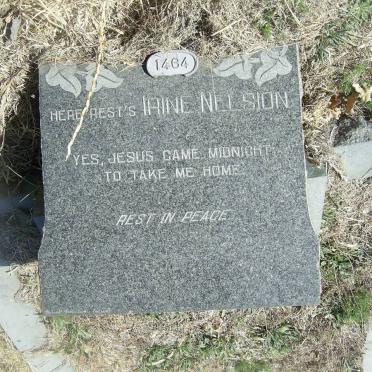 1464
HERE REST'S IRINE NELSION
YES, JESUS CAME MIDNIGHT
TO TAKE ME HOME
REST IN PEACE